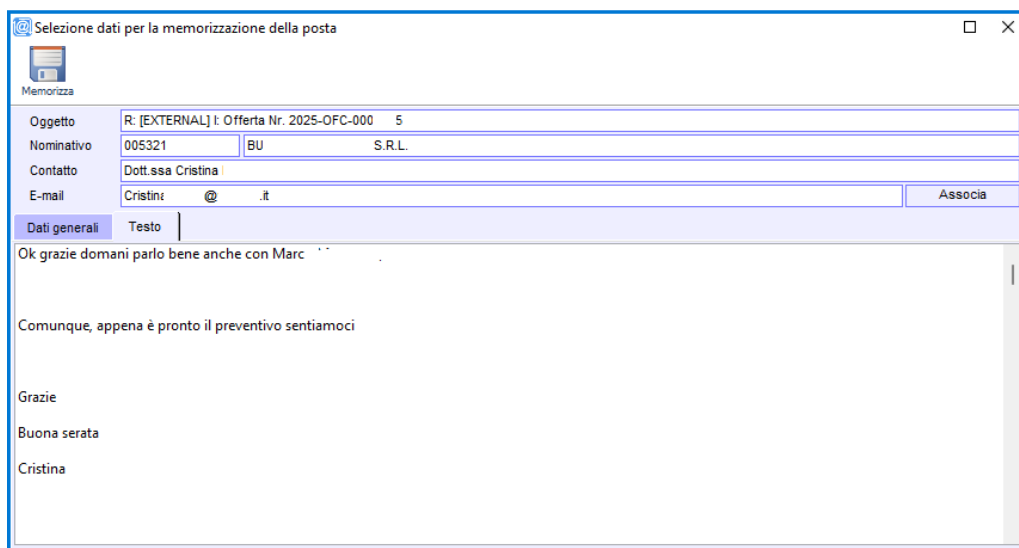 Selezione dati per la memorizzazione della posta
Memorizza
Oggetto R: [EXTERNAL] I: Offerta Nr. 2025-OFC-000 5
Nominativo 005321 BU S.R.L.
Contatto Dott.ssa Cristina
E-mail @ .it Associa
Dati generali Testo
Ok grazie domani parlo bene anche con Marc
Comunque, appena è pronto il preventivo sentiamoci
Grazie
Buona serata
Cristina